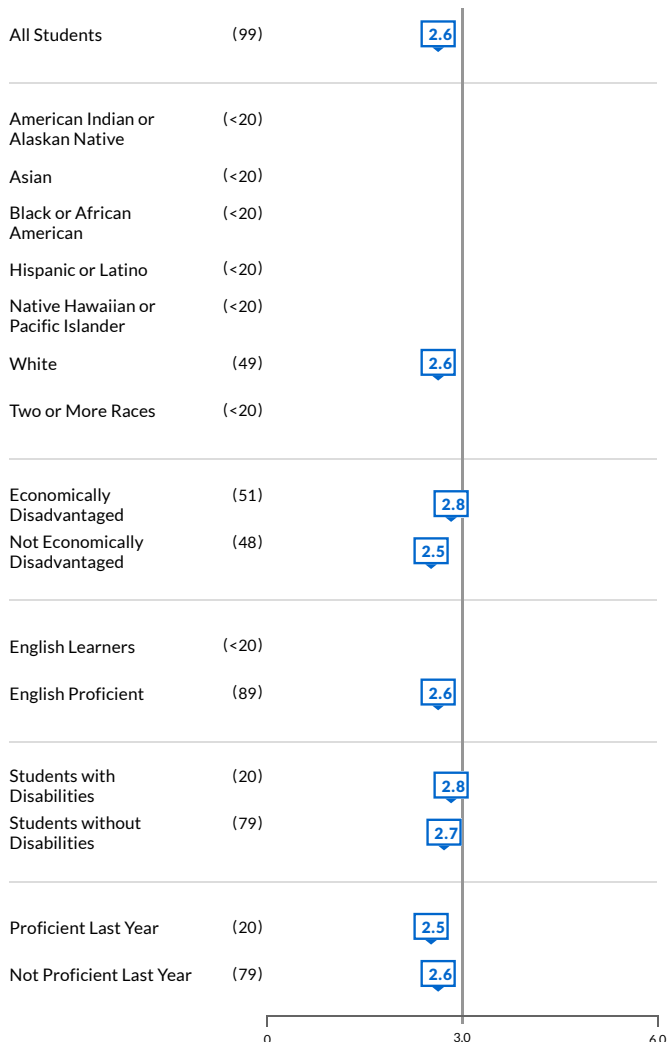 All Students (99) 2.6
American Indian or (<20)
Alaskan Native
Asian (<20)
Black or African (<20)
American
Hispanic or Latino (<20)
Native Hawaiian or (<20)
Pacific Islander
White (49) 2.6
Two or More Races (<20)
Economically (51) 2.8
Disadvantaged
Not Economically (48) 2.5
Disadvantaged
English Learners (<20)
English Proficient (89) 2.6
Students with (20) 2.8
Disabilities
Students without (79) 2.7
Disabilities
Proficient Last Year (20) 2.5
Not Proficient Last Year (79) 2.6
0 3.0 6.0